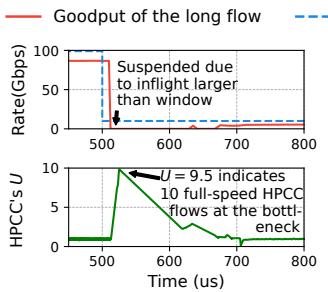 Goodput of the long flow
Rate(Gbps)
100
50
0
Suspended due
to inflight larger
than window
500
600
700
800
HPCC's U
10
5
0
U = 9.5 indicates
10 full-speed HPCC
flows at the bottl-
eneck
500
600
700
800
Time (us)